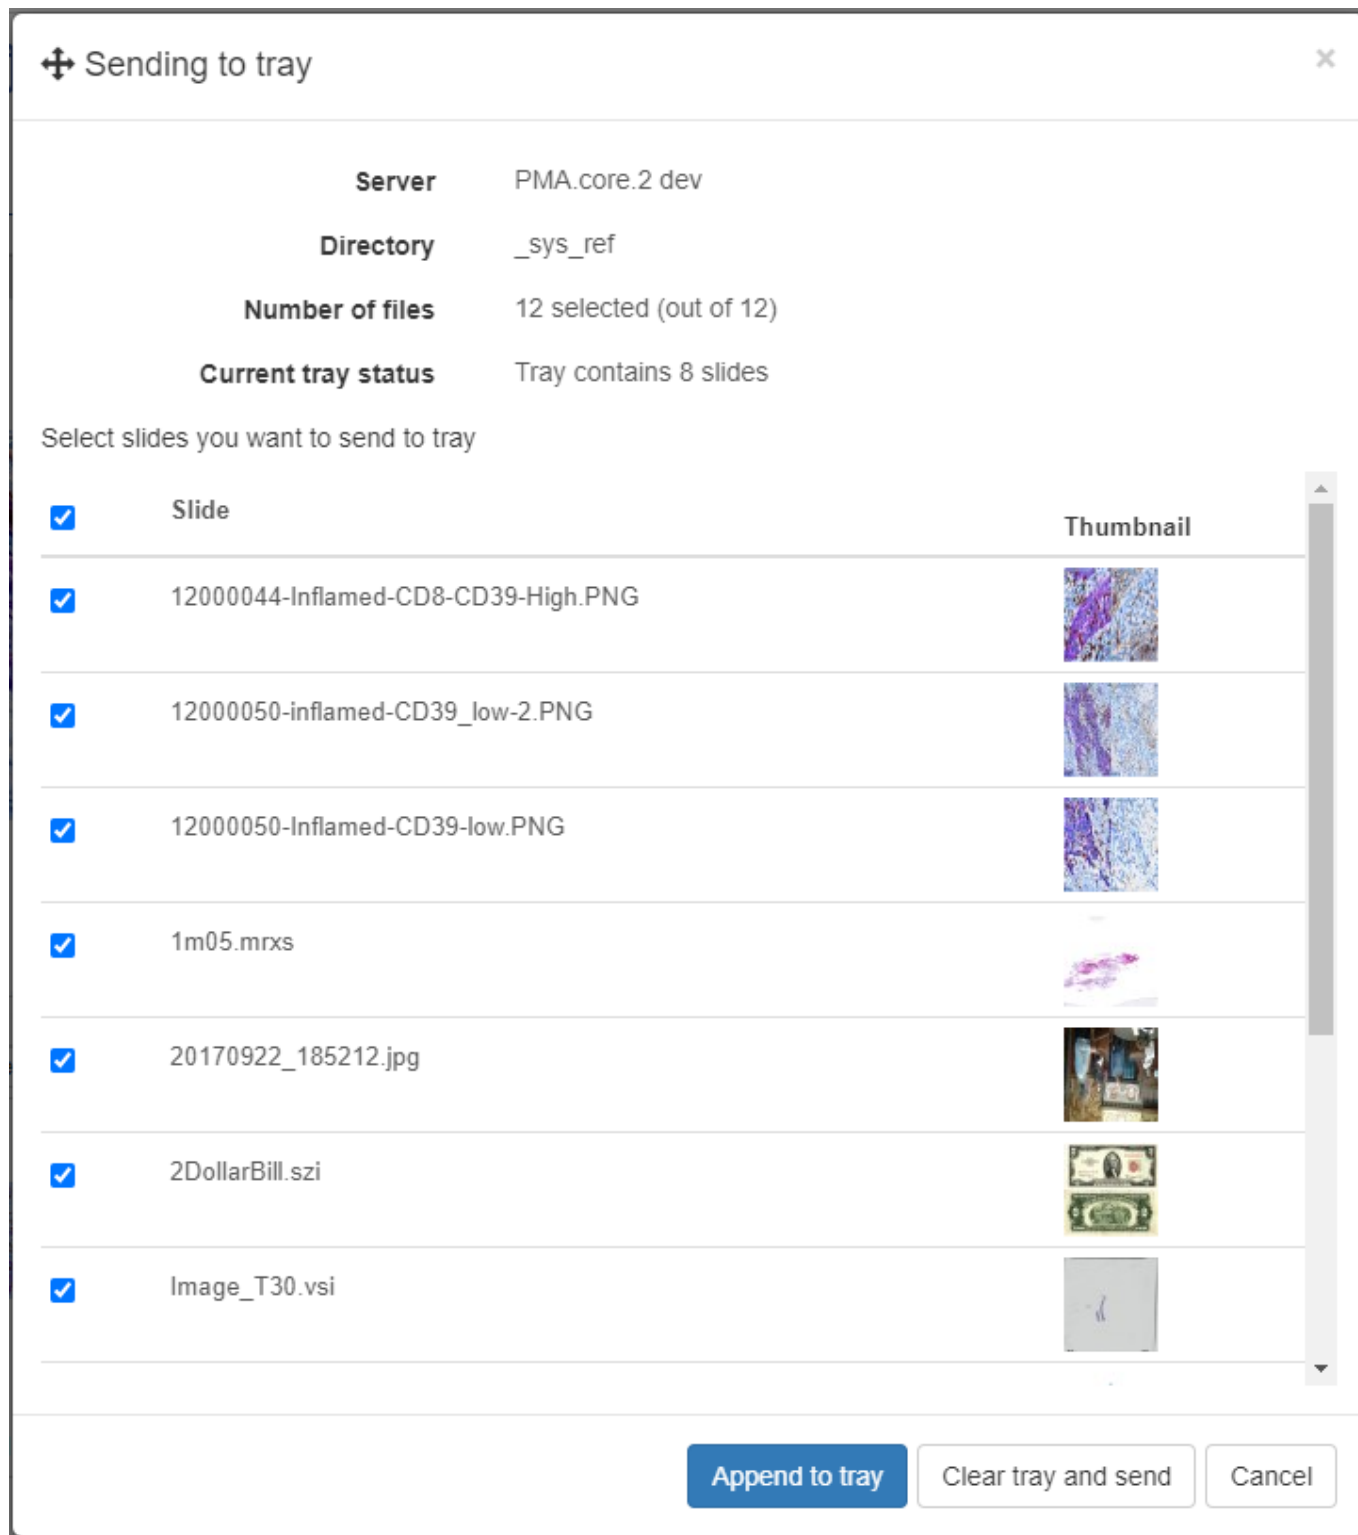 Sending to tray
×
Server PMA.core.2 dev
Directory _sys_ref
Number of files 12 selected (out of 12)
Current tray status Tray contains 8 slides
Select slides you want to send to tray
Slide Thumbnail
12000044-Inflamed-CD8-CD39-High.PNG
12000050-inflamed-CD39_low-2.PNG
12000050-Inflamed-CD39-low.PNG
1m05.mrxs
20170922_185212.jpg
2DollarBill.szi
Image_T30.vsi
Append to tray Clear tray and send Cancel